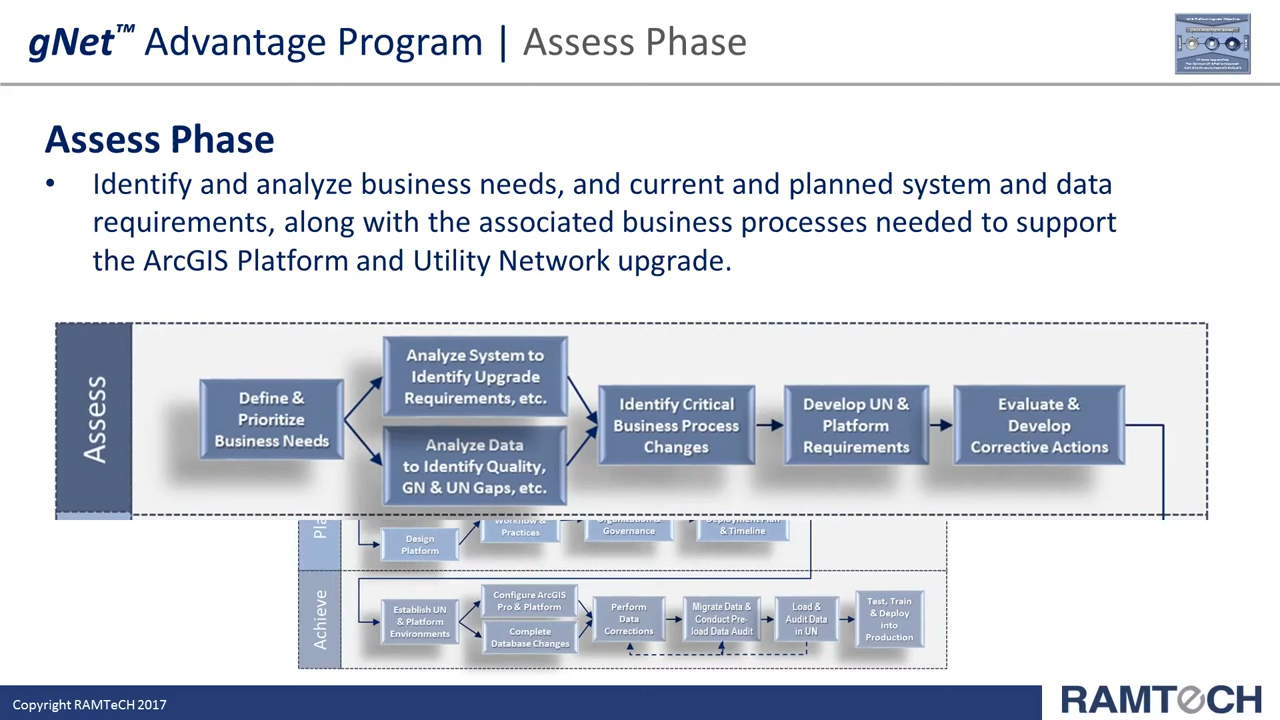 gNet™ Advantage Program | Assess Phase
Assess Phase
• Identify and analyze business needs, and current and planned system and data
requirements, along with the associated business processes needed to support
the ArcGIS Platform and Utility Network upgrade.
Assess
Define &
Prioritize
Business Needs
Analyze System to
Identify Upgrade
Requirements, etc.
Analyze Data
to Identify Quality,
GN & UN Gaps, etc.
Identify Critical
Business Process
Changes
Develop UN &
Platform
Requirements
Evaluate &
Develop
Corrective Actions
Design
Platform
Workflow &
Practices
Governance
& Timeline
Achieve
Establish UN
& Platform
Environments
Configure ArcGIS
Pro & Platform
Complete
Database Changes
Perform
Data
Corrections
Migrate Data &
Conduct Pre-
load Data Audit
Load &
Audit Data
in UN
Test, Train
& Deploy
into
Production
Copyright RAMTeCH 2017
RAMTeCH